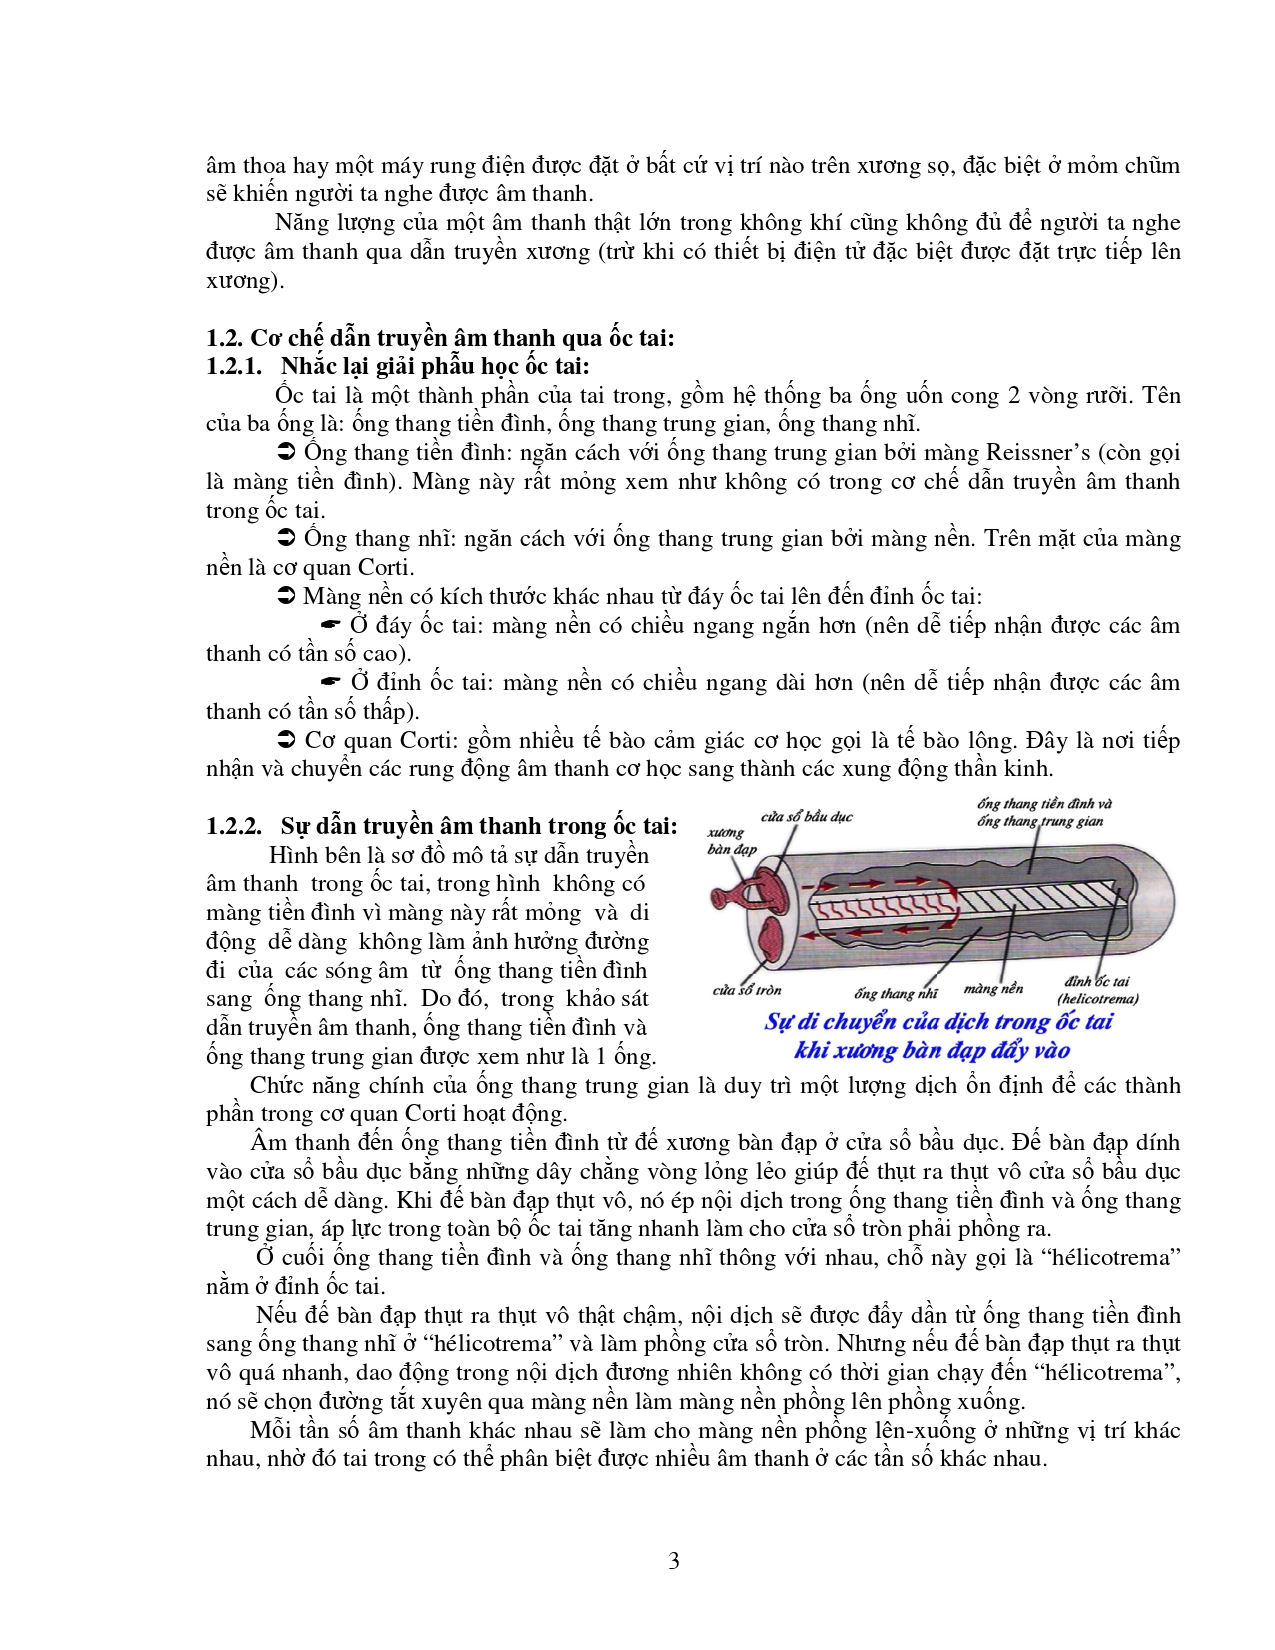 âm thoa hay một máy rung điện được đặt ở bất cứ vị trí nào trên xương sọ, đặc biệt ở mỏm chũm
sẽ khiến người ta nghe được âm thanh.
Năng lượng của một âm thanh thật lớn trong không khí cũng không đủ để người ta nghe
được âm thanh qua dẫn truyền xương (trừ khi có thiết bị điện tử đặc biệt được đặt trực tiếp lên
xương).
1.2. Cơ chế dẫn truyền âm thanh qua ốc tai:
1.2.1. Nhắc lại giải phẫu học ốc tai:
Ốc tai là một thành phần của tai trong, gồm hệ thống ba ống uốn cong 2 vòng rưỡi. Tên
của ba ống là: ống thang tiền đình, ống thang trung gian, ống thang nhĩ.
➲ Ống thang tiền đình: ngăn cách với ống thang trung gian bởi màng Reissner’s (còn gọi
là màng tiền đình). Màng này rất mỏng xem như không có trong cơ chế dẫn truyền âm thanh
trong ốc tai.
➲ Ống thang nhĩ: ngăn cách với ống thang trung gian bởi màng nền. Trên mặt của màng
nền là cơ quan Corti.
➲ Màng nền có kích thước khác nhau từ đáy ốc tai lên đến đỉnh ốc tai:
☛ Ở đáy ốc tai: màng nền có chiều ngang ngắn hơn (nên dễ tiếp nhận được các âm
thanh có tần số cao).
☛ Ở đỉnh ốc tai: màng nền có chiều ngang dài hơn (nên dễ tiếp nhận được các âm
thanh có tần số thấp).
➲ Cơ quan Corti: gồm nhiều tế bào cảm giác cơ học gọi là tế bào lông. Đây là nơi tiếp
nhận và chuyển các rung động âm thanh cơ học sang thành các xung động thần kinh.
1.2.2. Sự dẫn truyền âm thanh trong ốc tai:
Hình bên là sơ đồ mô tả sự dẫn truyền
âm thanh trong ốc tai, trong hình không có
màng tiền đình vì màng này rất mỏng và di
động dễ dàng không làm ảnh hưởng đường
đi của các sóng âm từ ống thang tiền đình
sang ống thang nhĩ. Do đó, trong khảo sát
dẫn truyền âm thanh, ống thang tiền đình và
ống thang trung gian được xem như là 1 ống.
ống thang tiền đình và
ống thang trung gian
cửa sổ bầu dục
xương
bàn đạp
cửa sổ tròn
ống thang nhĩ
màng nền
đỉnh ốc tai
(helicotrema)
Sự di chuyển của dịch trong ốc tai
khi xương bàn đạp đẩy vào
Chức năng chính của ống thang trung gian là duy trì một lượng dịch ổn định để các thành
phần trong cơ quan Corti hoạt động.
Âm thanh đến ống thang tiền đình từ đế xương bàn đạp ở cửa sổ bầu dục. Đế bàn đạp dính
vào cửa sổ bầu dục bằng những dây chằng vòng lỏng lẻo giúp đế thụt ra thụt vô cửa sổ bầu dục
một cách dễ dàng. Khi đế bàn đạp thụt vô, nó ép nội dịch trong ống thang tiền đình và ống thang
trung gian, áp lực trong toàn bộ ốc tai tăng nhanh làm cho cửa sổ tròn phải phồng ra.
Ở cuối ống thang tiền đình và ống thang nhĩ thông với nhau, chỗ này gọi là “hélicotrema”
nằm ở đỉnh ốc tai.
Nếu đế bàn đạp thụt ra thụt vô thật chậm, nội dịch sẽ được đẩy dần từ ống thang tiền đình
sang ống thang nhĩ ở “hélicotrema” và làm phồng cửa sổ tròn. Nhưng nếu đế bàn đạp thụt ra thụt
vô quá nhanh, dao động trong nội dịch đương nhiên không có thời gian chạy đến “hélicotrema”,
nó sẽ chọn đường tắt xuyên qua màng nền làm màng nền phồng lên phồng xuống.
Mỗi tần số âm thanh khác nhau sẽ làm cho màng nền phồng lên-xuống ở những vị trí khác
nhau, nhờ đó tai trong có thể phân biệt được nhiều âm thanh ở các tần số khác nhau.
3